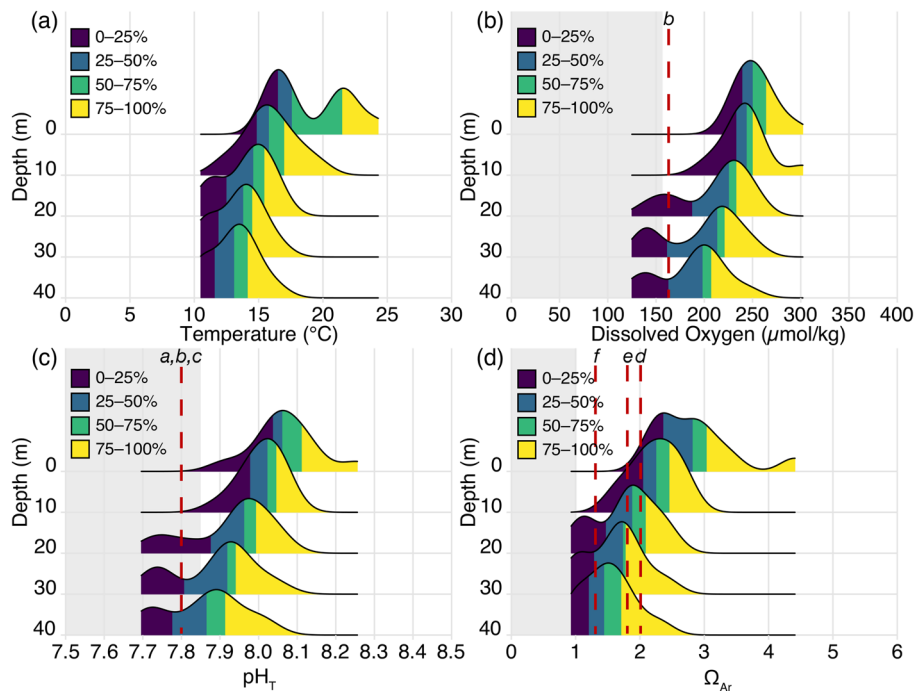 (a)
0–25%
25–50%
50–75%
75–100%
Depth (m)
0
10
20
30
40
0 5 10 15 20 25 30
Temperature (°C)
(b)
b
0–25%
25–50%
50–75%
75–100%
Depth (m)
0
10
20
30
40
0 50 100 150 200 250 300 350 400
Dissolved Oxygen (µmol/kg)
(c)
a,b,c
0–25%
25–50%
50–75%
75–100%
Depth (m)
0
10
20
30
40
7.5 7.6 7.7 7.8 7.9 8.0 8.1 8.2 8.3 8.4 8.5
pH_T
(d)
f e d
0–25%
25–50%
50–75%
75–100%
Depth (m)
0
10
20
30
40
0 1 2 3 4 5 6
Ω_Ar